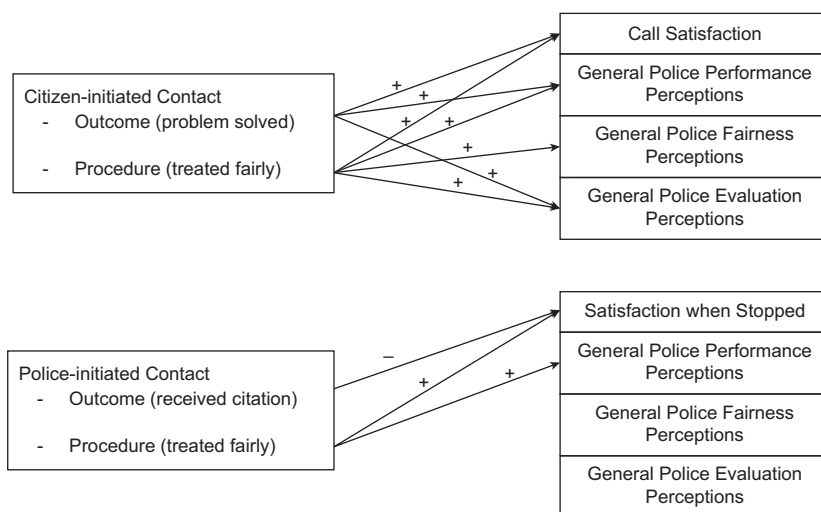 Citizen-initiated Contact
- Outcome (problem solved)
- Procedure (treated fairly)
+
+
+
+
+
+
+
Call Satisfaction
General Police Performance
Perceptions
General Police Fairness
Perceptions
General Police Evaluation
Perceptions
Police-initiated Contact
- Outcome (received citation)
- Procedure (treated fairly)
–
+
+
Satisfaction when Stopped
General Police Performance
Perceptions
General Police Fairness
Perceptions
General Police Evaluation
Perceptions